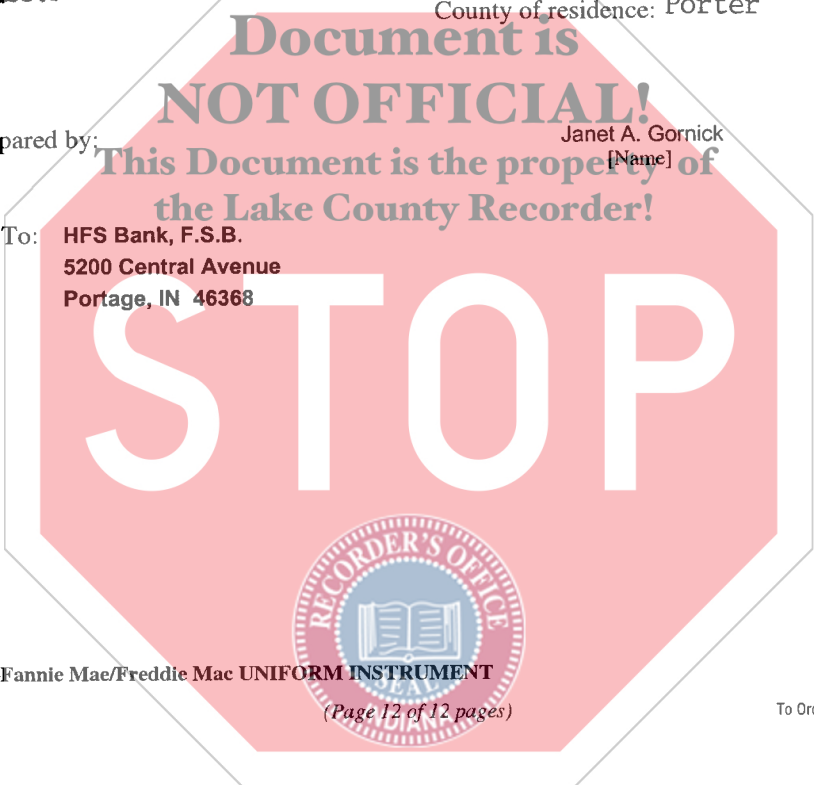 County of residence: Porter
Document is
NOT OFFICIAL!
pared by:
Janet A. Gornick
[Name]
This Document is the property of
the Lake County Recorder!
To:
HFS Bank, F.S.B.
5200 Central Avenue
Portage, IN 46368
STOP
RECORDER'S OFFICE
SEAL
INDIANA
Fannie Mae/Freddie Mac UNIFORM INSTRUMENT
(Page 12 of 12 pages)
To Ord